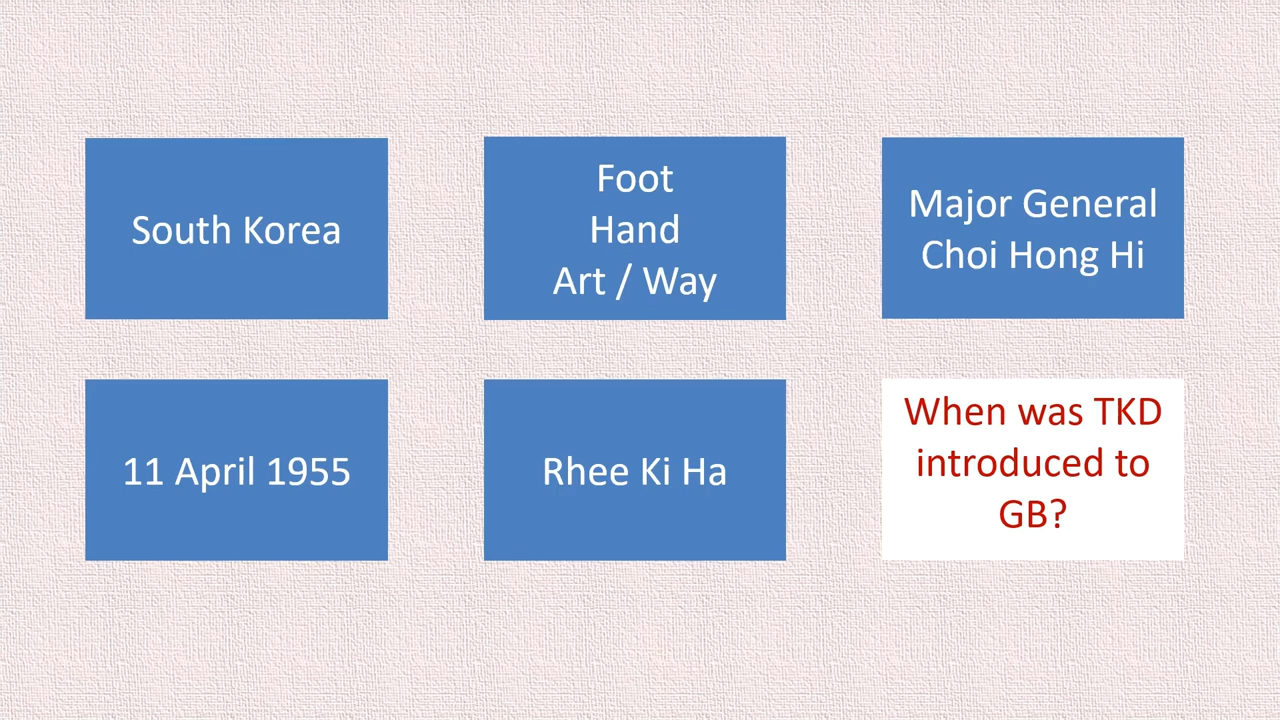 South Korea
Foot
Hand
Art / Way
Major General
Choi Hong Hi
11 April 1955
Rhee Ki Ha
When was TKD
introduced to
GB?